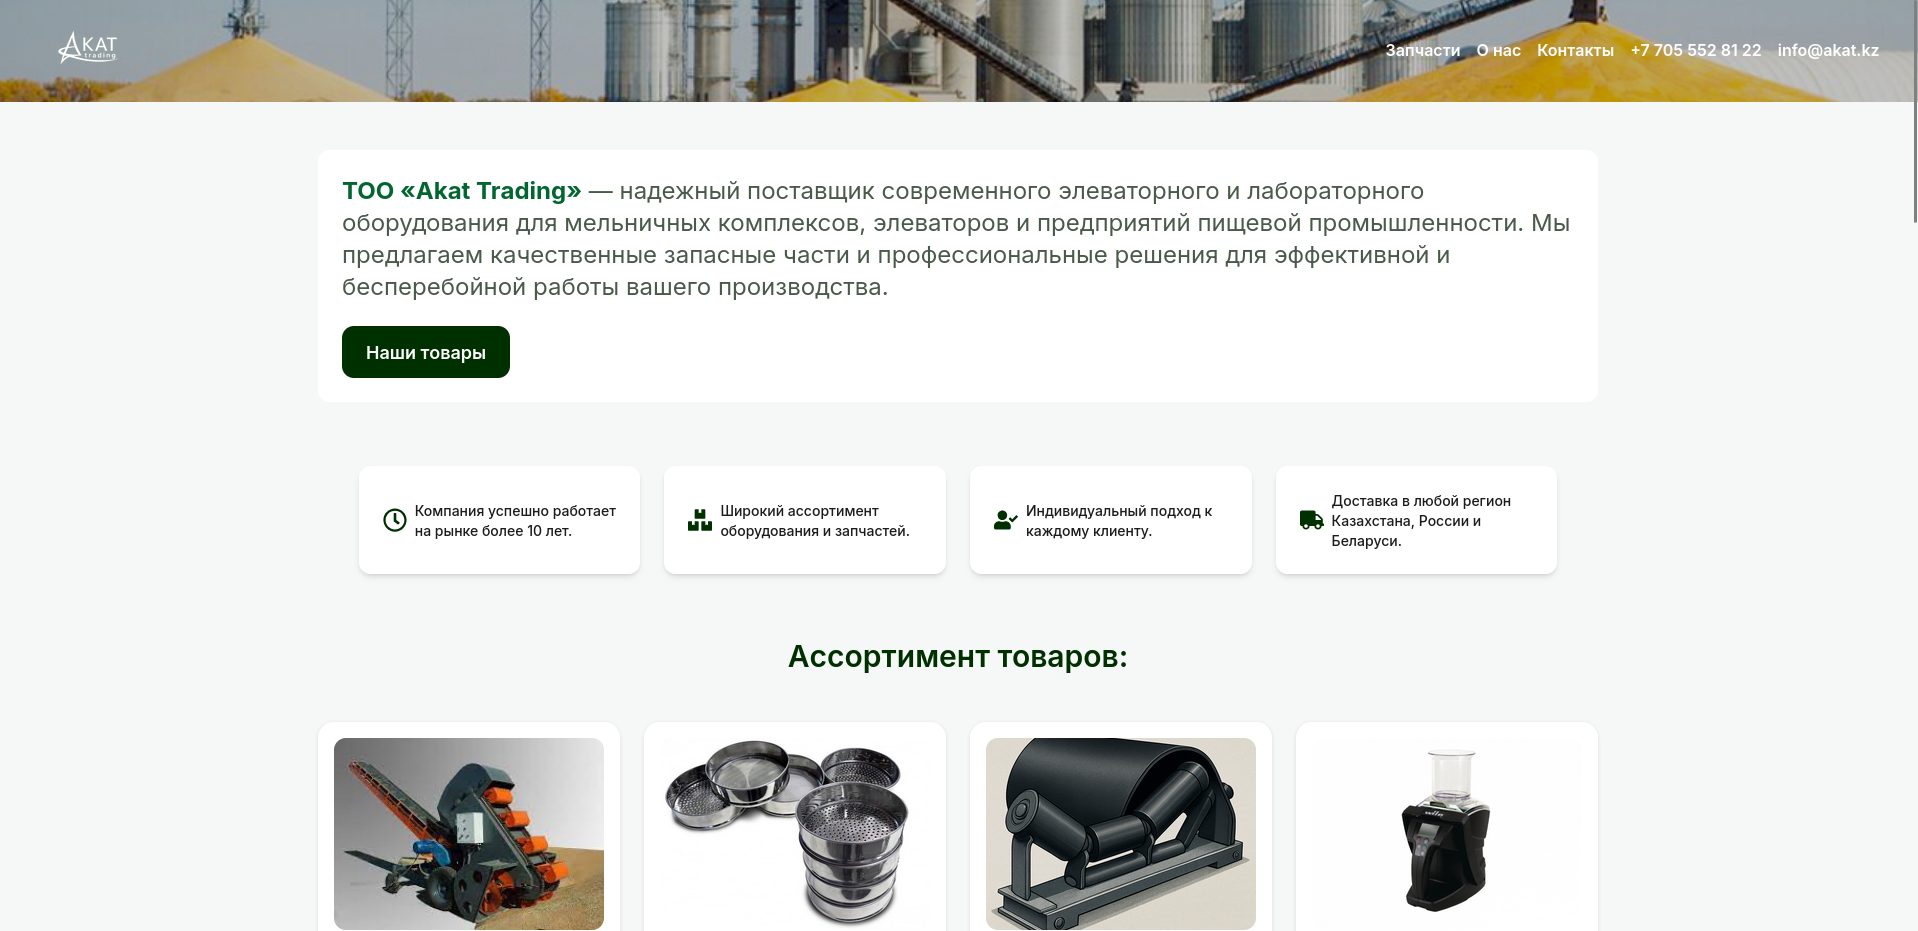 AKAT
trading
Запчасти О нас Контакты +7 705 552 81 22 info@akat.kz
ТОО «Akat Trading» — надежный поставщик современного элеваторного и лабораторного
оборудования для мельничных комплексов, элеваторов и предприятий пищевой промышленности. Мы
предлагаем качественные запасные части и профессиональные решения для эффективной и
бесперебойной работы вашего производства.
Наши товары
Компания успешно работает
на рынке более 10 лет.
Широкий ассортимент
оборудования и запчастей.
Индивидуальный подход к
каждому клиенту.
Доставка в любой регион
Казахстана, России и
Беларуси.
Ассортимент товаров: